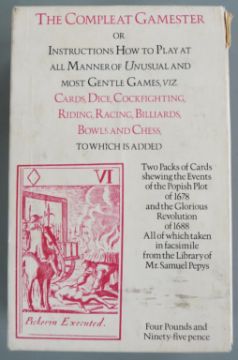 THE COMPLEAT GAMESTER
OR
INSTRUCTIONS HOW TO PLAY AT
ALL MANNER OF UNUSUAL AND
MOST GENTLE GAMES, VIZ
CARDS, DICE, COCKFIGHTING,
RIDING, RACING, BILLIARDS,
BOWLS AND CHESS,
TO WHICH IS ADDED
Two Packs of Cards
shewing the Events
of the Popish Plot
of 1678
and the Glorious
Revolution
of 1688
All of which taken
in facsimile
from the Library of
Mr. Samuel Pepys
VI
Pickerin Executed.
Four Pounds and
Ninety-five pence